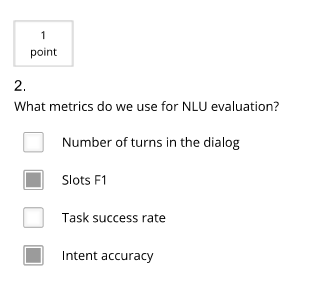 1
point
2.
What metrics do we use for NLU evaluation?
Number of turns in the dialog
Slots F1
Task success rate
Intent accuracy